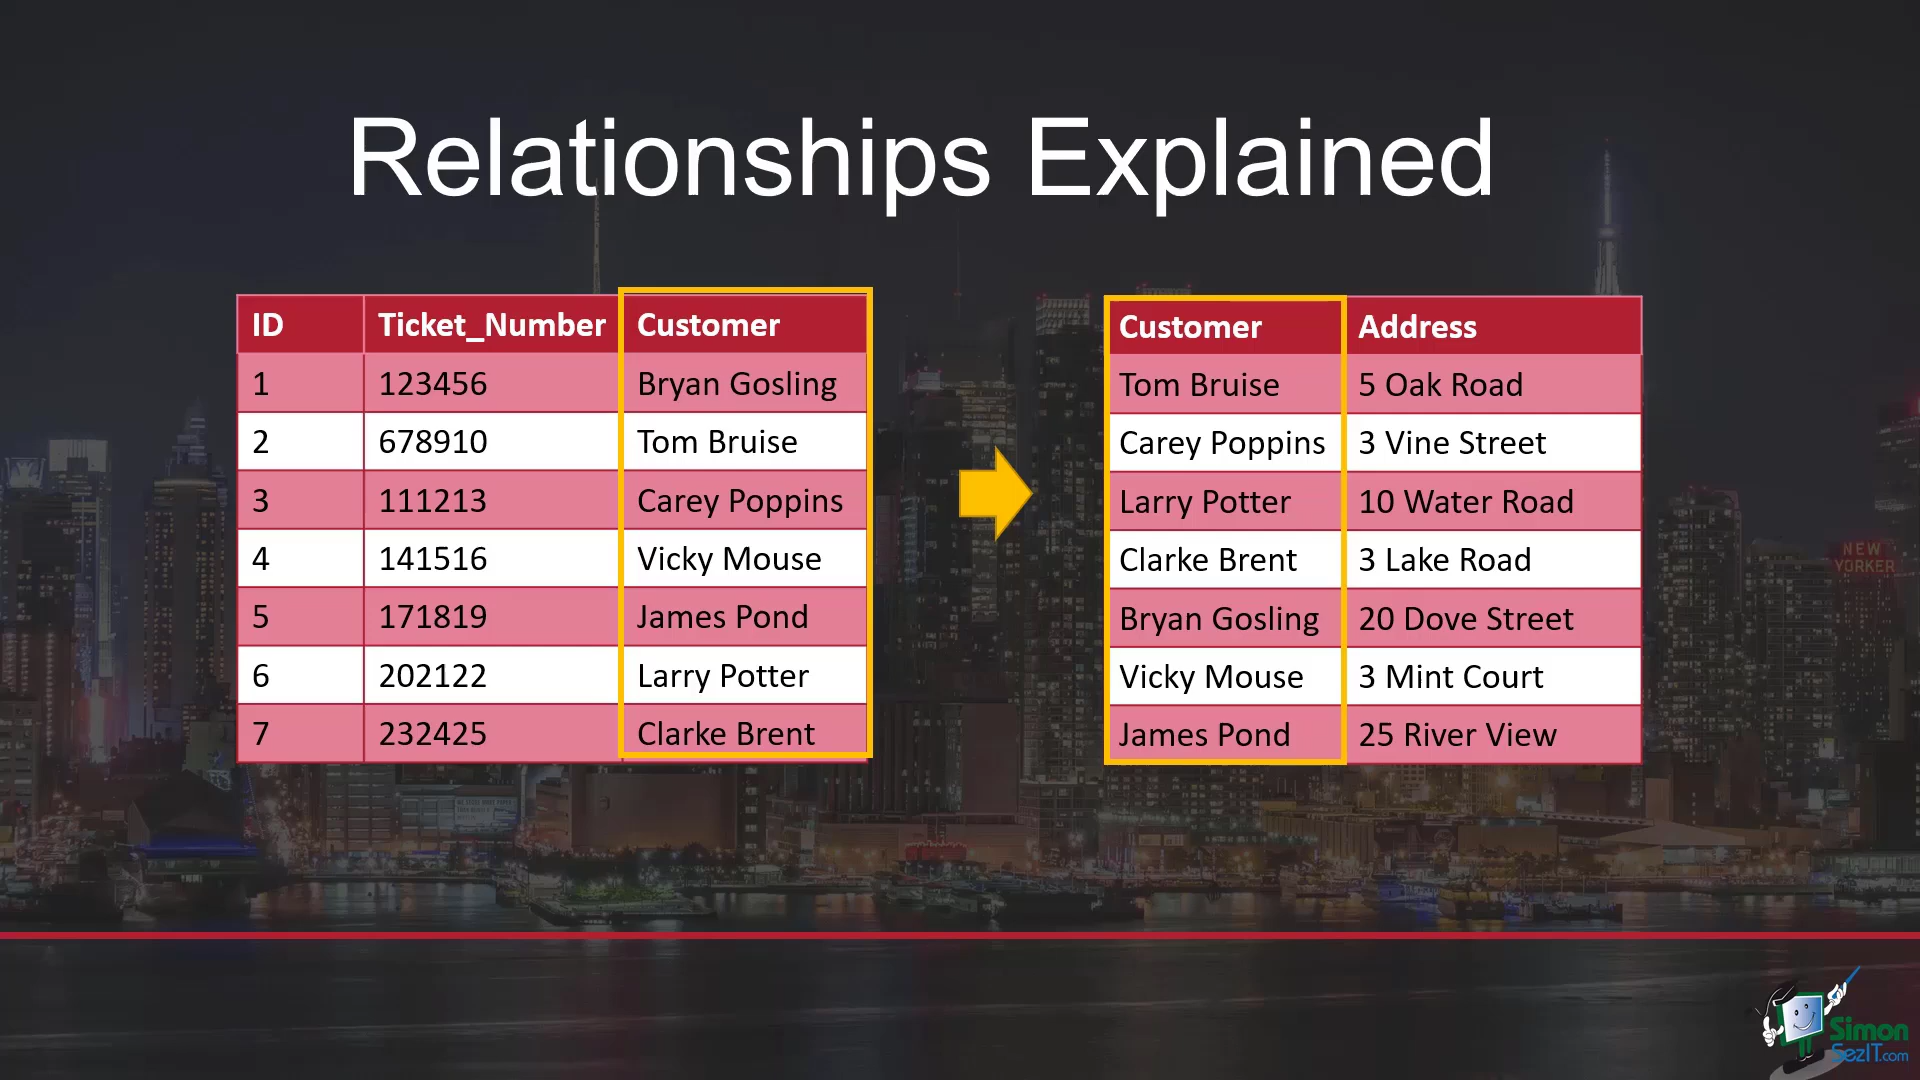 Relationships Explained
ID Ticket_Number Customer
1 123456 Bryan Gosling
2 678910 Tom Bruise
3 111213 Carey Poppins
4 141516 Vicky Mouse
5 171819 James Pond
6 202122 Larry Potter
7 232425 Clarke Brent
Customer Address
Tom Bruise 5 Oak Road
Carey Poppins 3 Vine Street
Larry Potter 10 Water Road
Clarke Brent 3 Lake Road
Bryan Gosling 20 Dove Street
Vicky Mouse 3 Mint Court
James Pond 25 River View
NEW
YORKER
Simon
SezIT.com